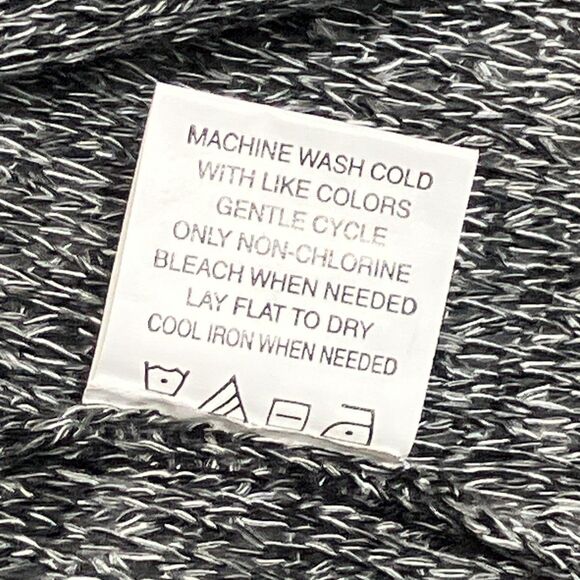 MACHINE WASH COLD
WITH LIKE COLORS
GENTLE CYCLE
ONLY NON-CHLORINE
BLEACH WHEN NEEDED
LAY FLAT TO DRY
COOL IRON WHEN NEEDED